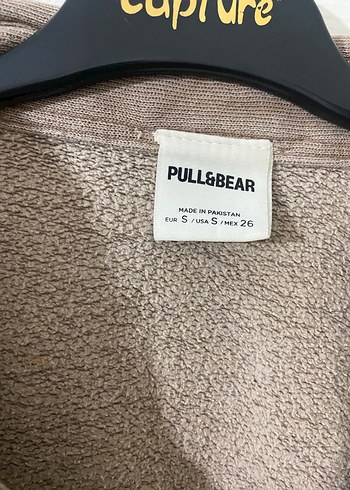 capture
PULL&BEAR
MADE IN PAKISTAN
EUR S / USA S / MEX 26